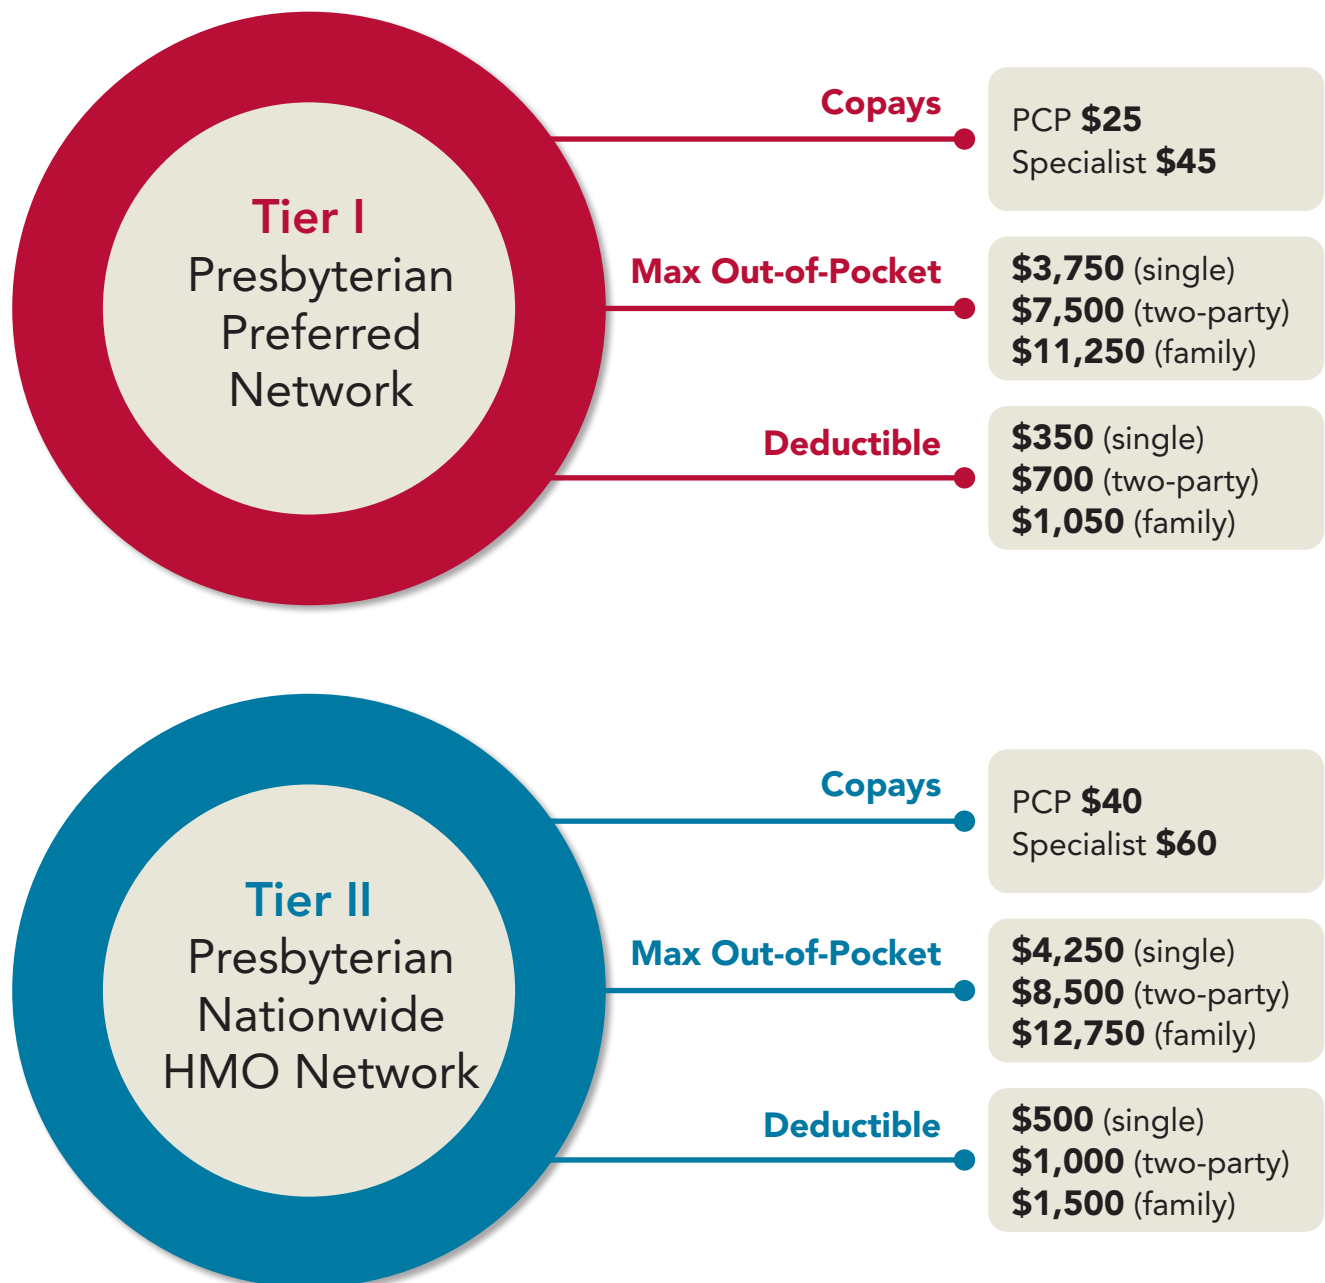 Tier I
Presbyterian
Preferred
Network
Copays
PCP $25
Specialist $45
Max Out-of-Pocket
$3,750 (single)
$7,500 (two-party)
$11,250 (family)
Deductible
$350 (single)
$700 (two-party)
$1,050 (family)
Tier II
Presbyterian
Nationwide
HMO Network
Copays
PCP $40
Specialist $60
Max Out-of-Pocket
$4,250 (single)
$8,500 (two-party)
$12,750 (family)
Deductible
$500 (single)
$1,000 (two-party)
$1,500 (family)